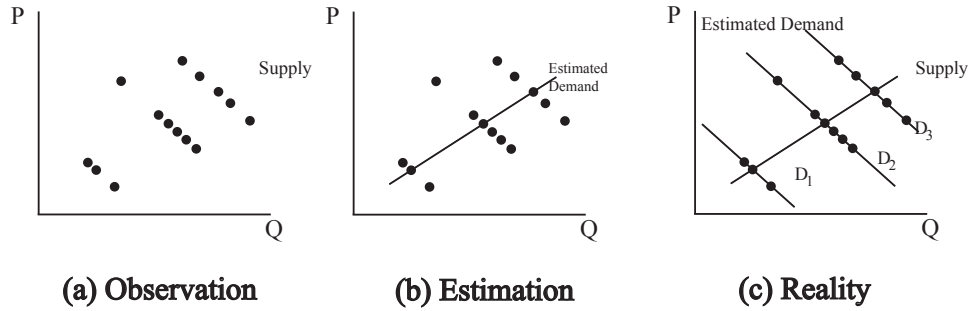 P
Supply
Q
(a) Observation
P
Estimated
Demand
Q
(b) Estimation
P
Estimated Demand
Supply
D3
D2
D1
Q
(c) Reality